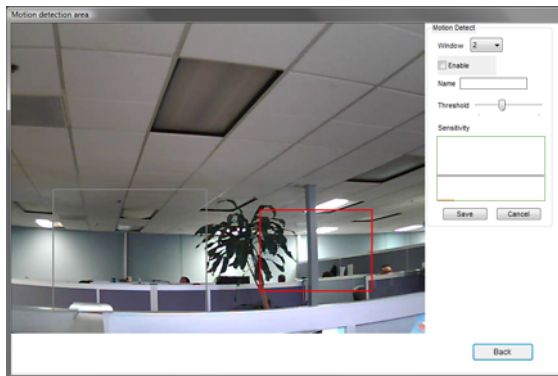 Motion detection area
Motion Detect
Window 2
Enable
Name
Threshold
Sensitivity
Save Cancel
Back